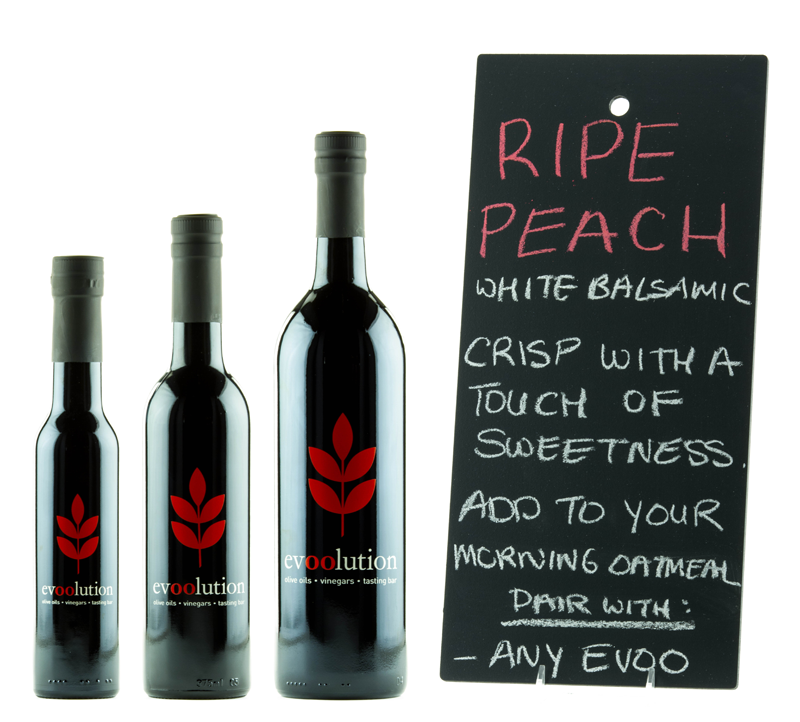 evoolution
olive oils • vinegars • tasting bar
evoolution
olive oils • vinegars • tasting bar
evoolution
olive oils • vinegars • tasting bar
RIPE
PEACH
WHITE BALSAMIC
CRISP WITH A
TOUCH OF
SWEETNESS.
ADD TO YOUR
MORNING OATMEAL
PAIR WITH:
- ANY EVOO